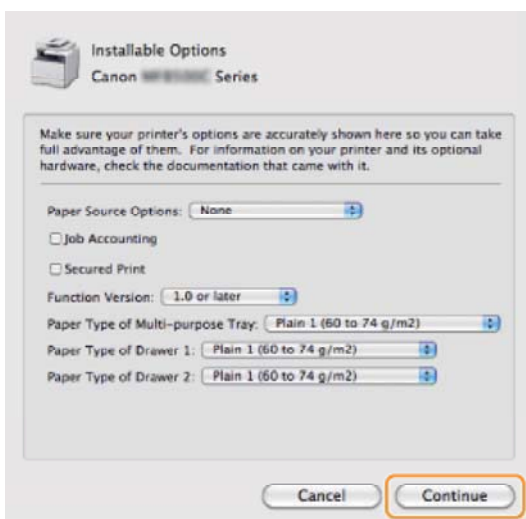 Installable Options
Canon Series
Make sure your printer's options are accurately shown here so you can take
full advantage of them. For information on your printer and its optional
hardware, check the documentation that came with it.
Paper Source Options: None
Job Accounting
Secured Print
Function Version: 1.0 or later
Paper Type of Multi-purpose Tray: Plain 1 (60 to 74 g/m2)
Paper Type of Drawer 1: Plain 1 (60 to 74 g/m2)
Paper Type of Drawer 2: Plain 1 (60 to 74 g/m2)
Cancel Continue